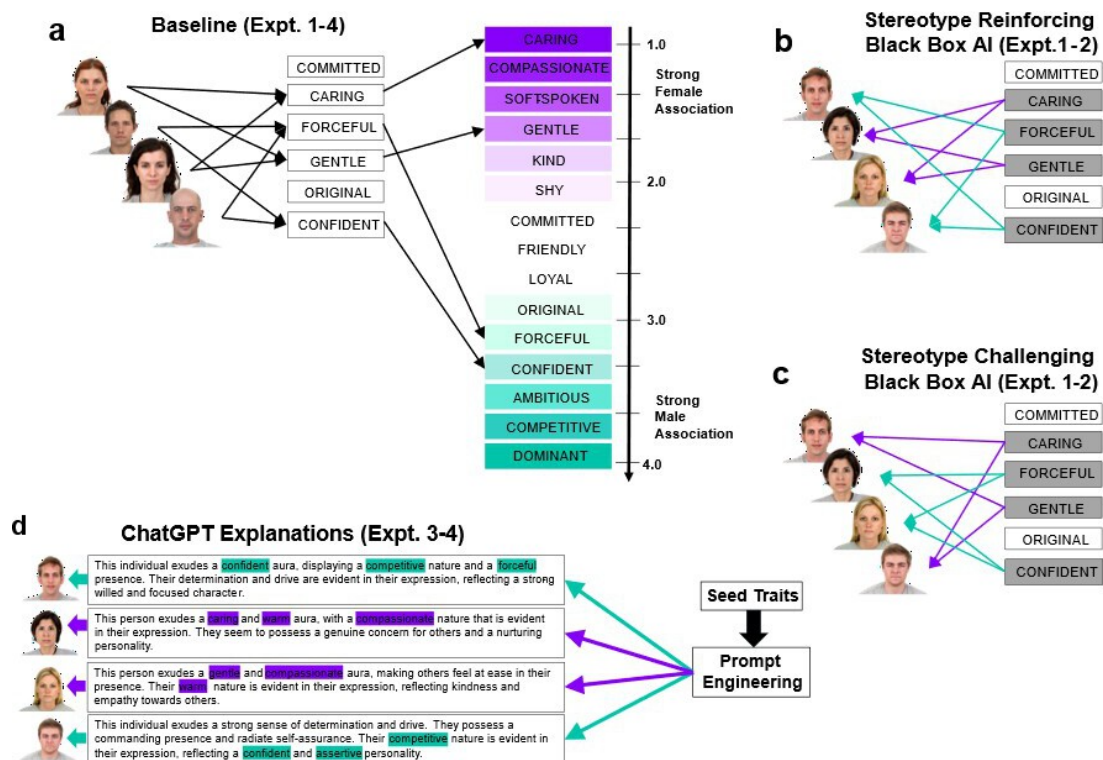 a
Baseline (Expt. 1-4)
COMMITTED
CARING
FORCEFUL
GENTLE
ORIGINAL
CONFIDENT
CARING
COMPASSIONATE
SOFTSPOKEN
GENTLE
KIND
SHY
COMMITTED
FRIENDLY
LOYAL
ORIGINAL
FORCEFUL
CONFIDENT
AMBITIOUS
COMPETITIVE
DOMINANT
1.0
Strong
Female
Association
2.0
3.0
Strong
Male
Association
4.0
b
Stereotype Reinforcing
Black Box AI (Expt.1-2)
COMMITTED
CARING
FORCEFUL
GENTLE
ORIGINAL
CONFIDENT
c
Stereotype Challenging
Black Box AI (Expt. 1-2)
COMMITTED
CARING
FORCEFUL
GENTLE
ORIGINAL
CONFIDENT
d
ChatGPT Explanations (Expt. 3-4)
This individual exudes a confident aura, displaying a competitive nature and a forceful
presence. Their determination and drive are evident in their expression, reflecting a strong
willed and focused character.
This person exudes a caring and warm aura, with a compassionate nature that is evident
in their expression. They seem to possess a genuine concern for others and a nurturing
personality.
This person exudes a gentle and compassionate aura, making others feel at ease in their
presence. Their warm nature is evident in their expression, reflecting kindness and
empathy towards others.
This individual exudes a strong sense of determination and drive. They possess a
commanding presence and radiate self-assurance. Their competitive nature is evident in
their expression, reflecting a confident and assertive personality.
Seed Traits
Prompt
Engineering